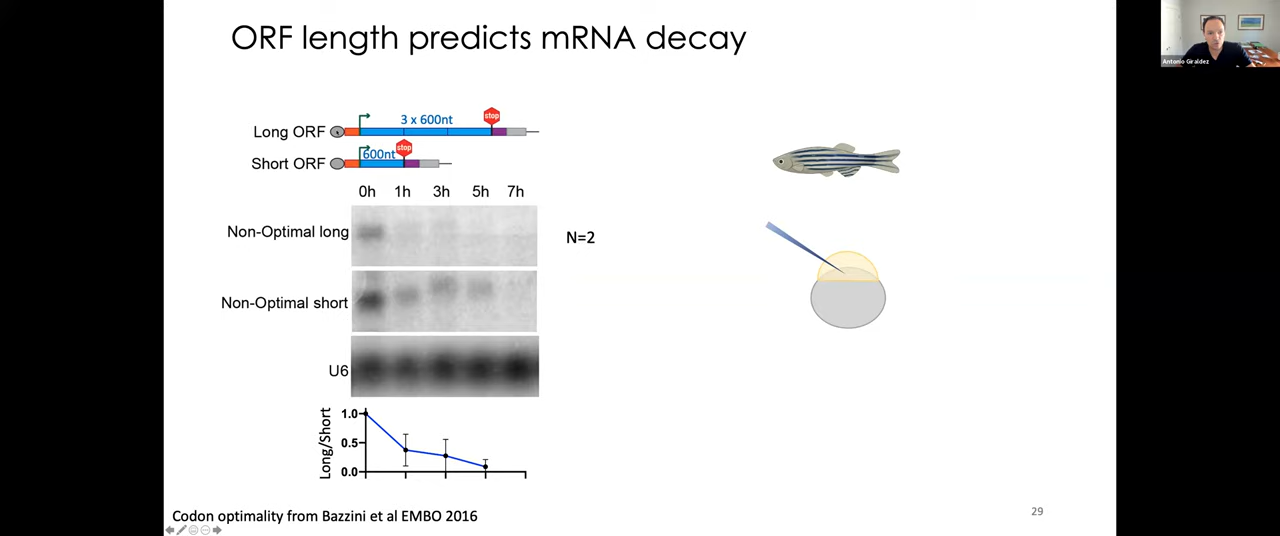 ORF length predicts mRNA decay
Antonio Giraldez
Long ORF
3 x 600nt
stop
Short ORF
600nt
stop
0h 1h 3h 5h 7h
Non-Optimal long
N=2
Non-Optimal short
U6
Long/Short
1.0
0.5
0.0
Codon optimality from Bazzini et al EMBO 2016
29